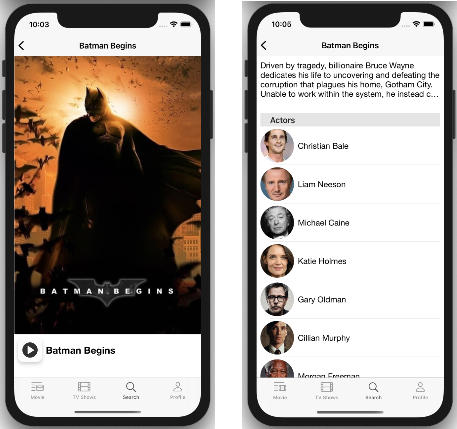 10:03
Batman Begins
BATMAN BEGINS
Batman Begins
Movie
TV Shows
Search
Profile
10:05
Batman Begins
Driven by tragedy, billionaire Bruce Wayne
dedicates his life to uncovering and defeating the
corruption that plagues his home, Gotham City.
Unable to work within the system, he instead c...
Actors
Christian Bale
Liam Neeson
Michael Caine
Katie Holmes
Gary Oldman
Cillian Murphy
Morgan Freeman
Movie
TV Shows
Search
Profile